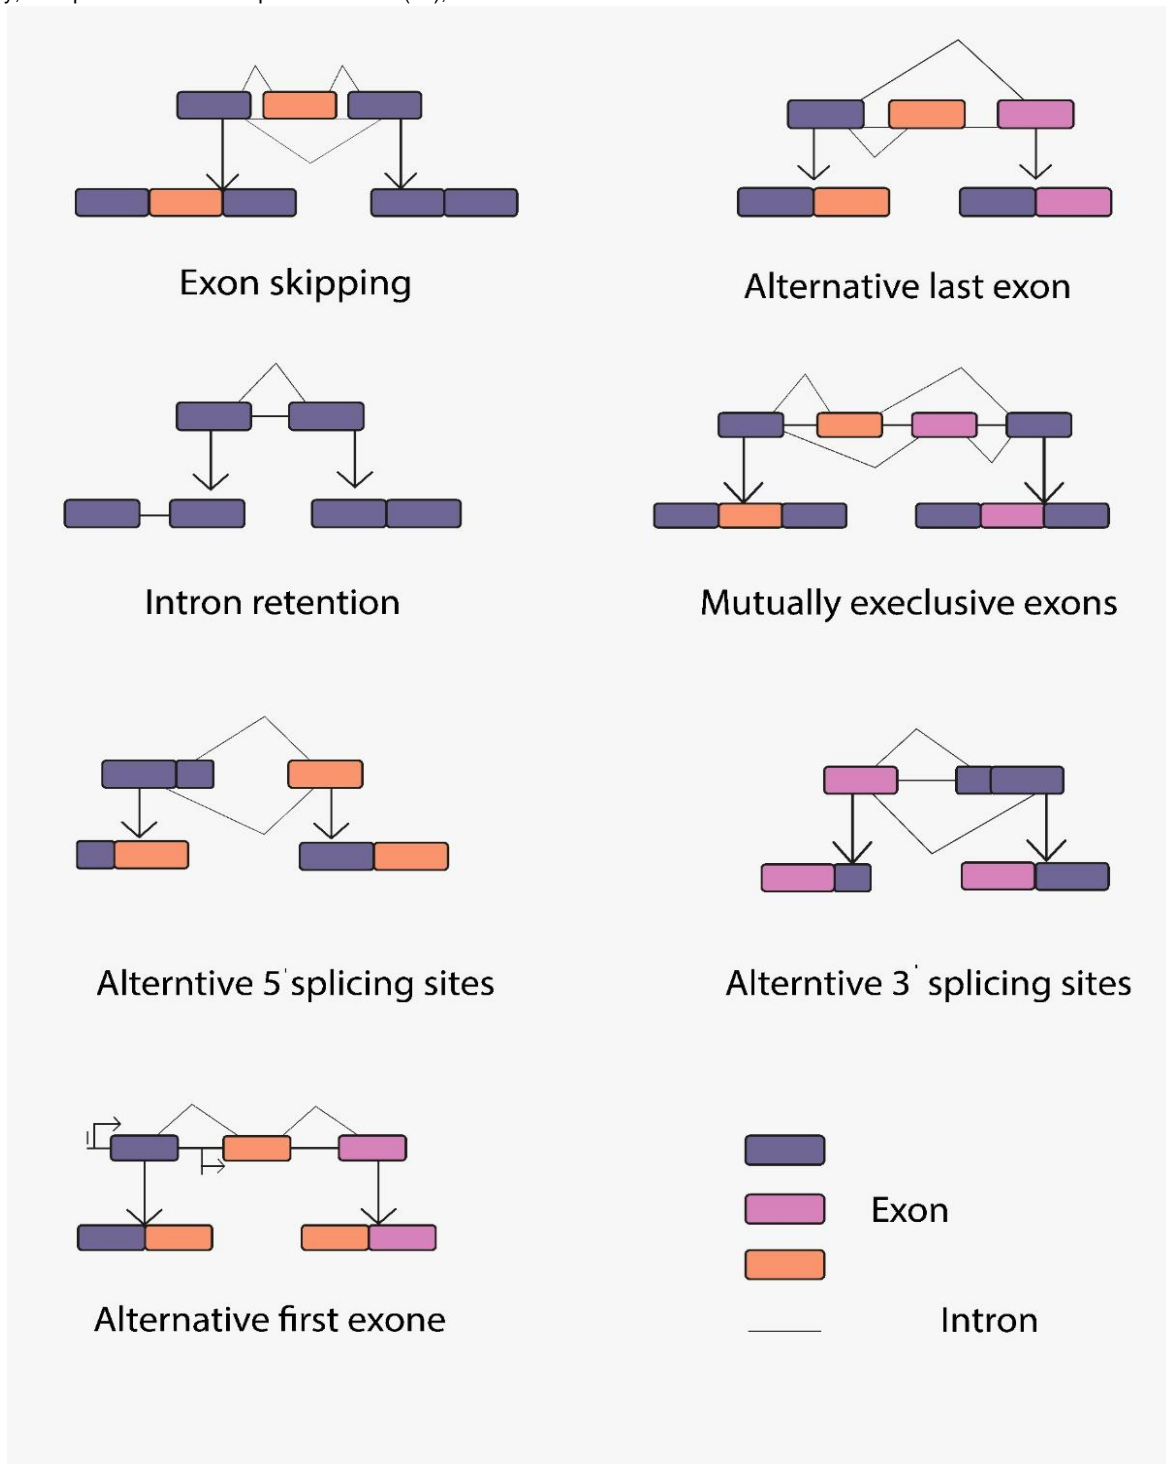 Exon skipping
Alternative last exon
Intron retention
Mutually execlusive exons
Alterntive 5' splicing sites
Alterntive 3' splicing sites
Alternative first exone
Exon
Intron